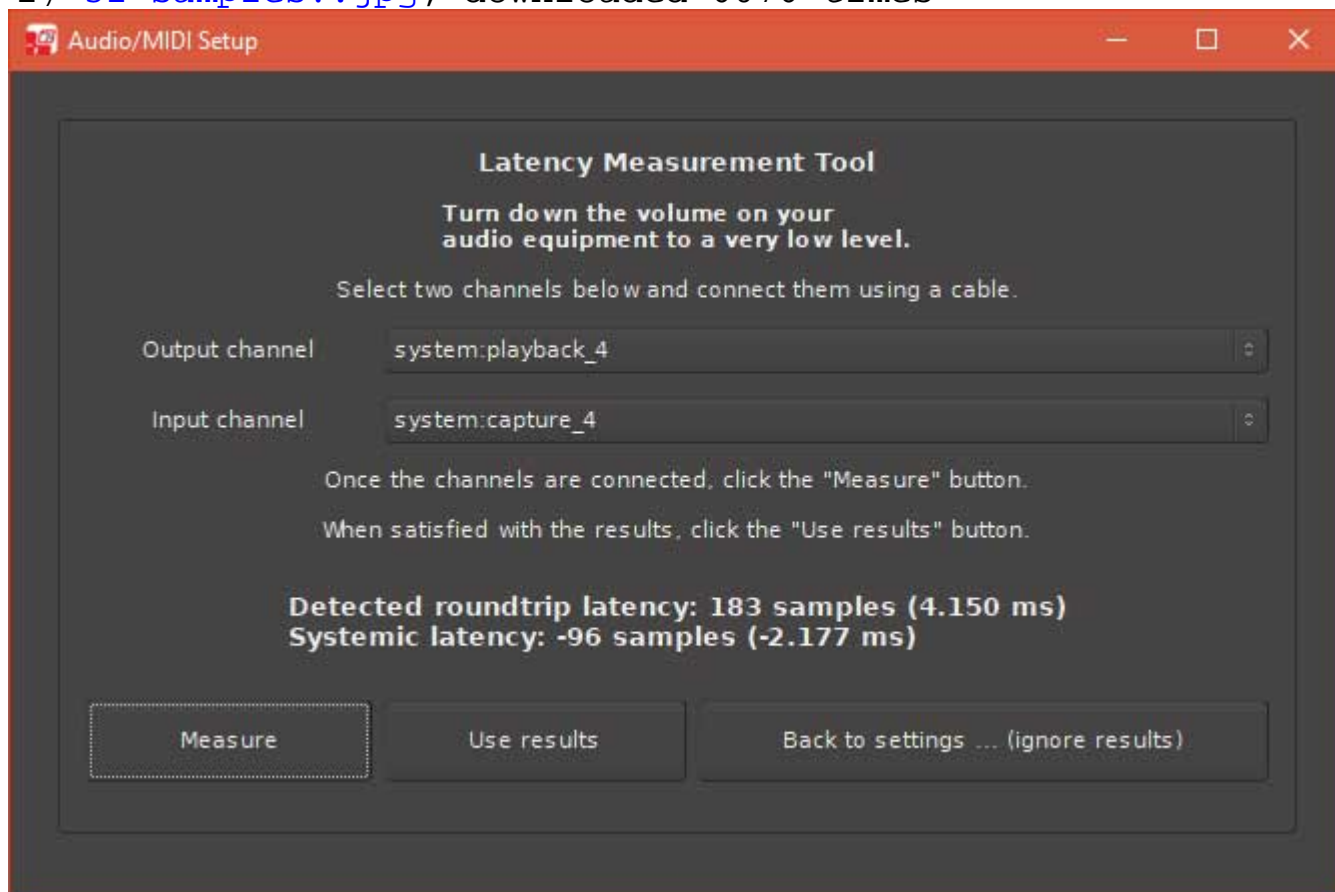 Audio/MIDI Setup
Latency Measurement Tool
Turn down the volume on your
audio equipment to a very low level.
Select two channels below and connect them using a cable.
Output channel system:playback_4
Input channel system:capture_4
Once the channels are connected, click the "Measure" button.
When satisfied with the results, click the "Use results" button.
Detected roundtrip latency: 183 samples (4.150 ms)
Systemic latency: -96 samples (-2.177 ms)
Measure Use results Back to settings ... (ignore results)